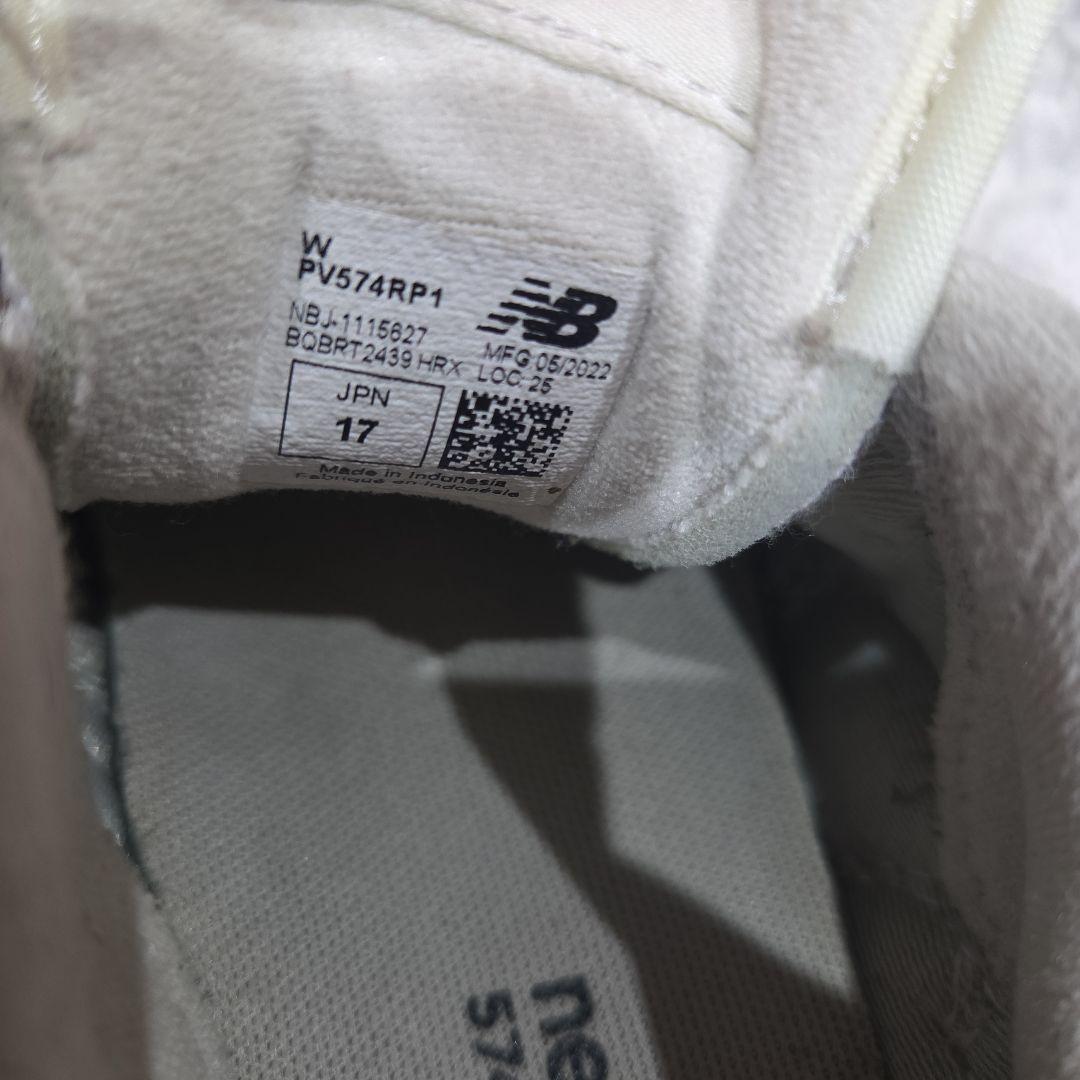 W
PV574RP1
NBJ-1115627
BQBRT2439 HRX
NB
MFG 05/2022
LOC: 25
JPN
17
Made in Indonesia
Fabriqué en Indonésie
ne
574